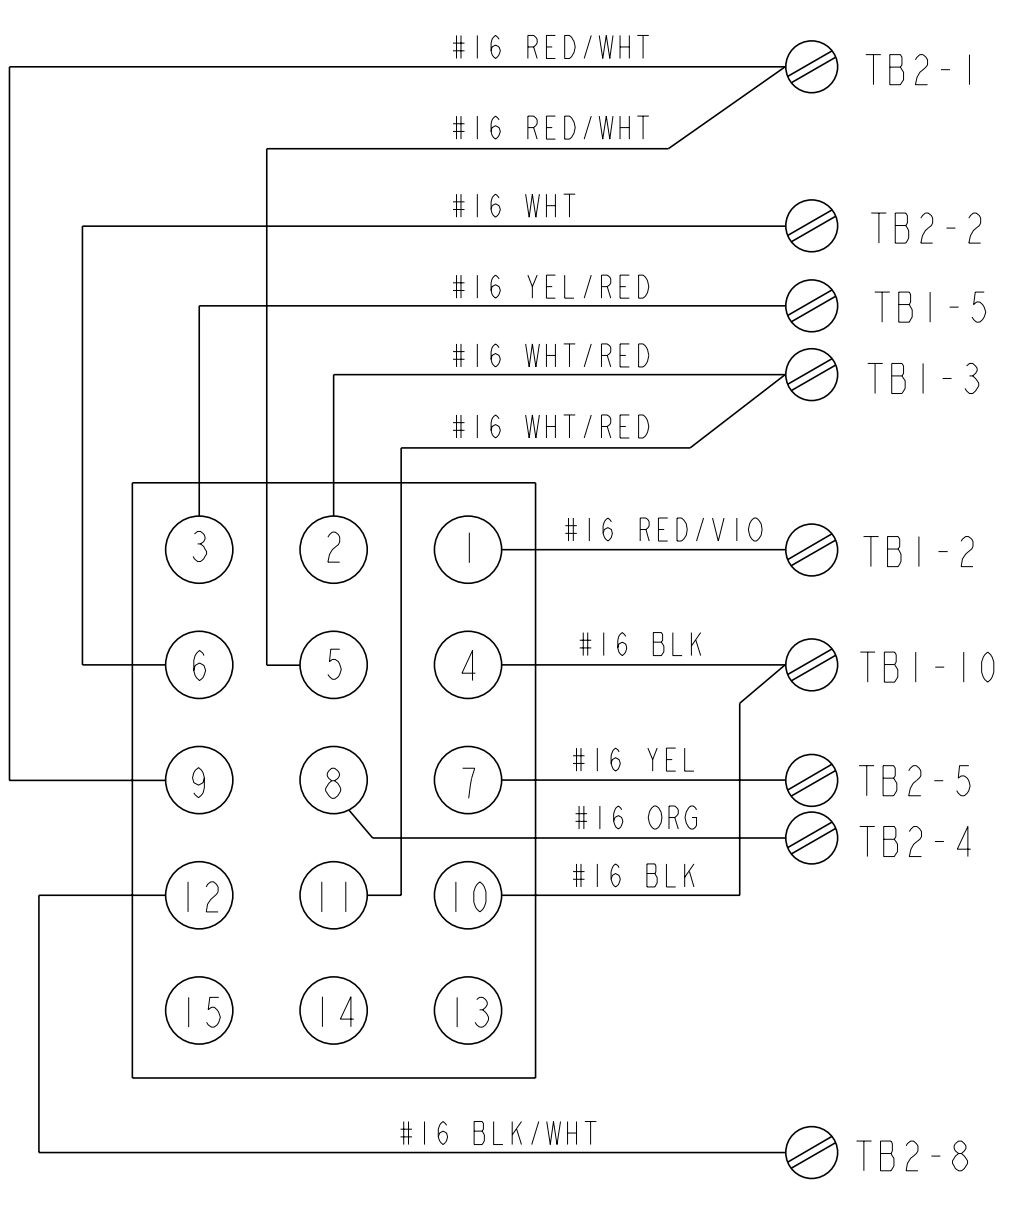 #16 RED/WHT
TB2-1
#16 RED/WHT
#16 WHT
TB2-2
#16 YEL/RED
TB1-5
#16 WHT/RED
TB1-3
#16 WHT/RED
#16 RED/VIO
3 2 1
TB1-2
#16 BLK
6 5 4
TB1-10
#16 YEL
9 8 7
TB2-5
#16 ORG
TB2-4
#16 BLK
12 11 10
15 14 13
#16 BLK/WHT
TB2-8